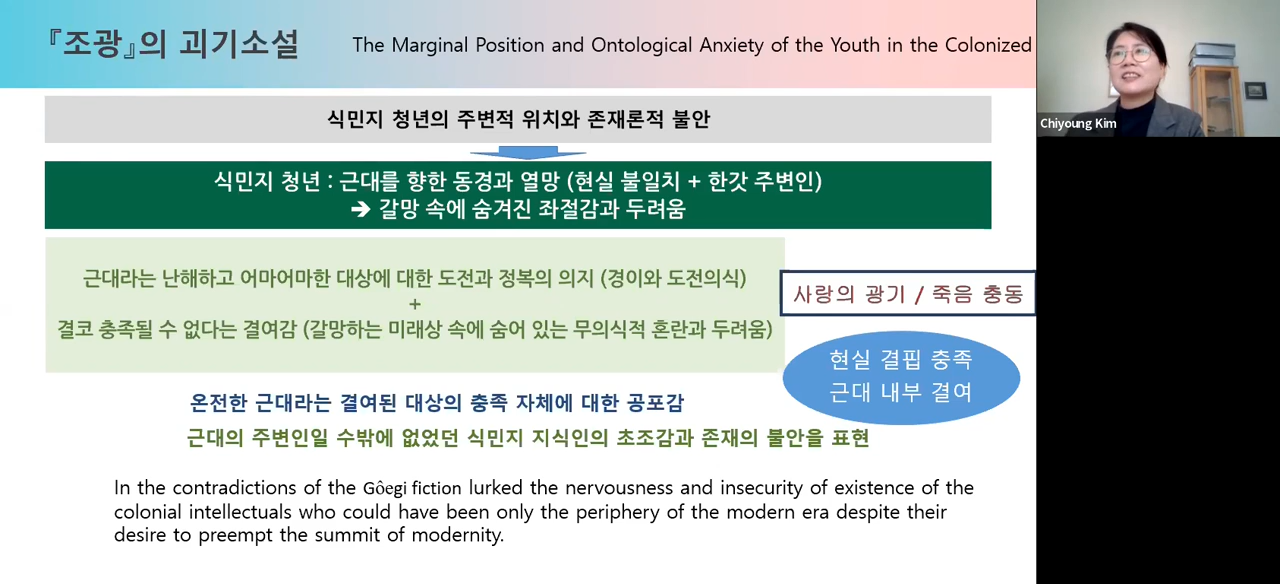 『조광』의 괴기소설
The Marginal Position and Ontological Anxiety of the Youth in the Colonized
Chiyoung Kim
식민지 청년의 주변적 위치와 존재론적 불안
식민지 청년 : 근대를 향한 동경과 열망 (현실 불일치 + 한갓 주변인)
➔ 갈망 속에 숨겨진 좌절감과 두려움
근대라는 난해하고 어마어마한 대상에 대한 도전과 정복의 의지 (경이와 도전의식)
+
결코 충족될 수 없다는 결여감 (갈망하는 미래상 속에 숨어 있는 무의식적 혼란과 두려움)
사랑의 광기 / 죽음 충동
현실 결핍 충족
근대 내부 결여
온전한 근대라는 결여된 대상의 충족 자체에 대한 공포감
근대의 주변인일 수밖에 없었던 식민지 지식인의 초조감과 존재의 불안을 표현
In the contradictions of the Gôegi fiction lurked the nervousness and insecurity of existence of the
colonial intellectuals who could have been only the periphery of the modern era despite their
desire to preempt the summit of modernity.